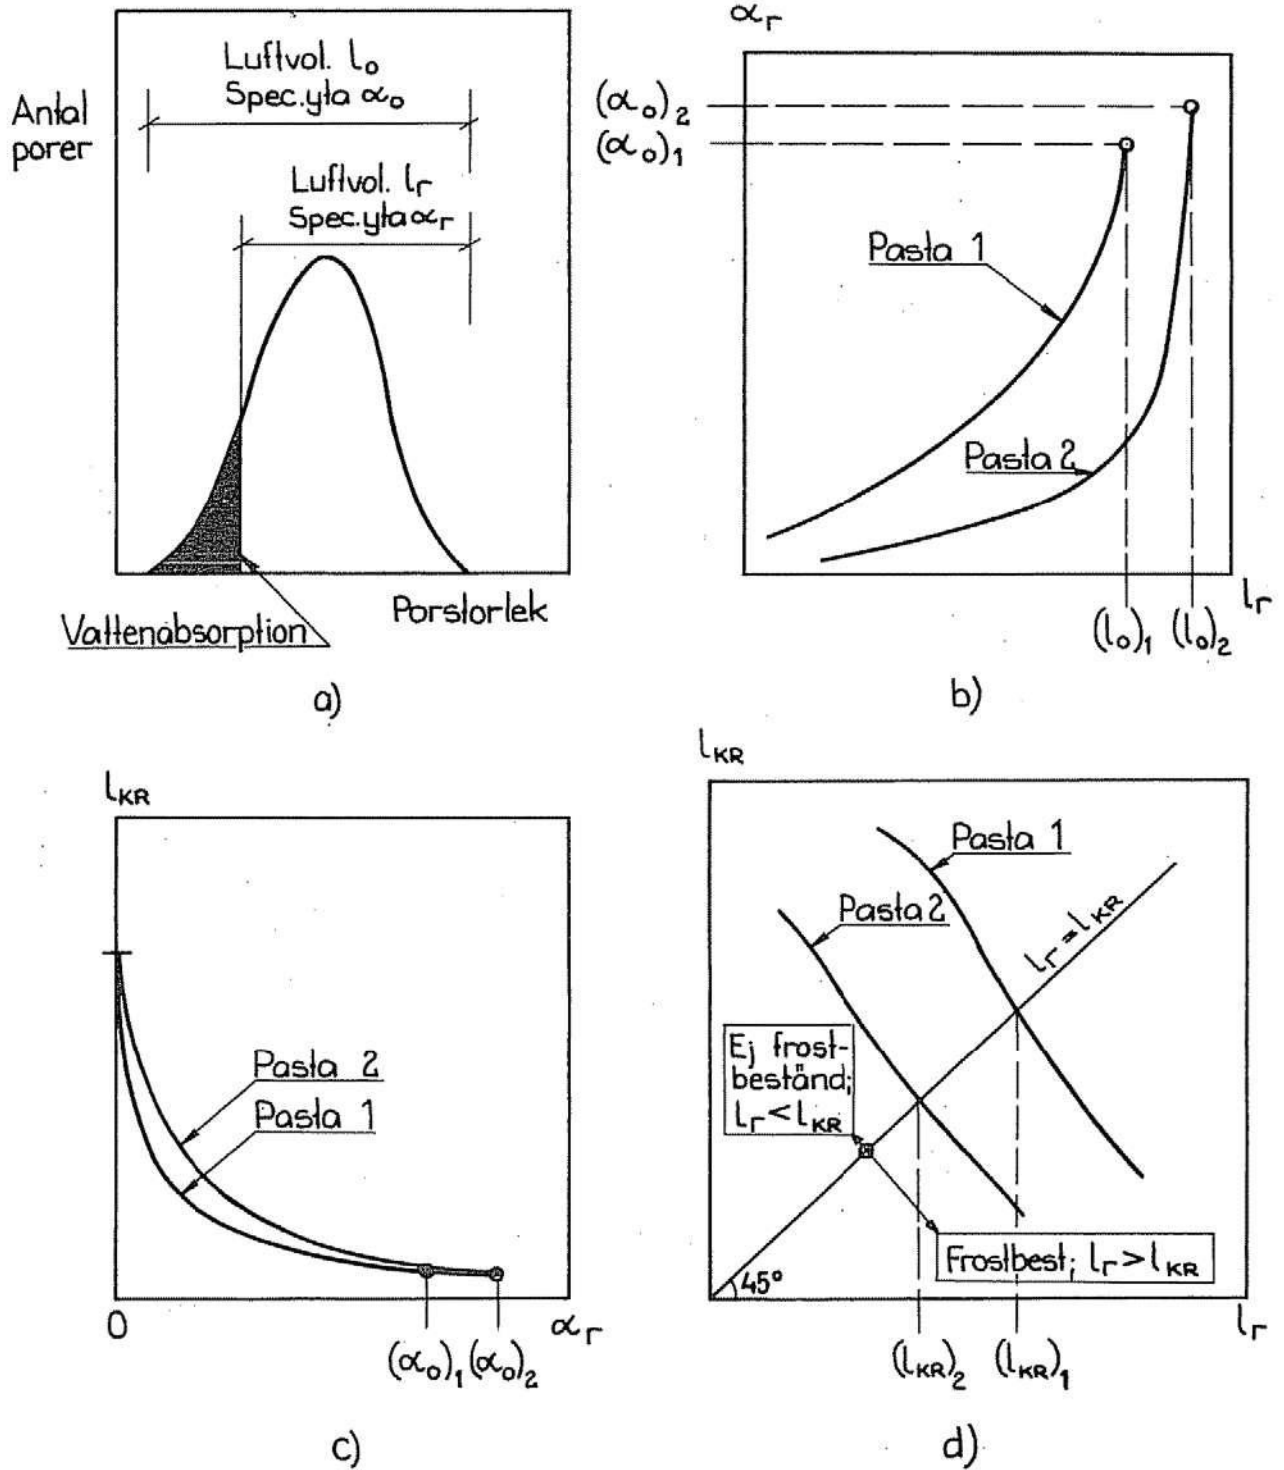 Antal
porer
Luftvol. l₀
Spec.yta α₀
Luftvol. lᵣ
Spec.yta αᵣ
Vattenabsorption
Porstorlek
a)
αᵣ
(α₀)₂
(α₀)₁
Pasta 1
Pasta 2
lᵣ
(l₀)₁ (l₀)₂
b)
l_KR
Pasta 2
Pasta 1
0
αᵣ
(α₀)₁ (α₀)₂
c)
l_KR
Pasta 1
Pasta 2
lᵣ = l_KR
Ej frost-
beständ;
lᵣ < l_KR
Frostbest; lᵣ > l_KR
45°
lᵣ
(l_KR)₂ (l_KR)₁
d)